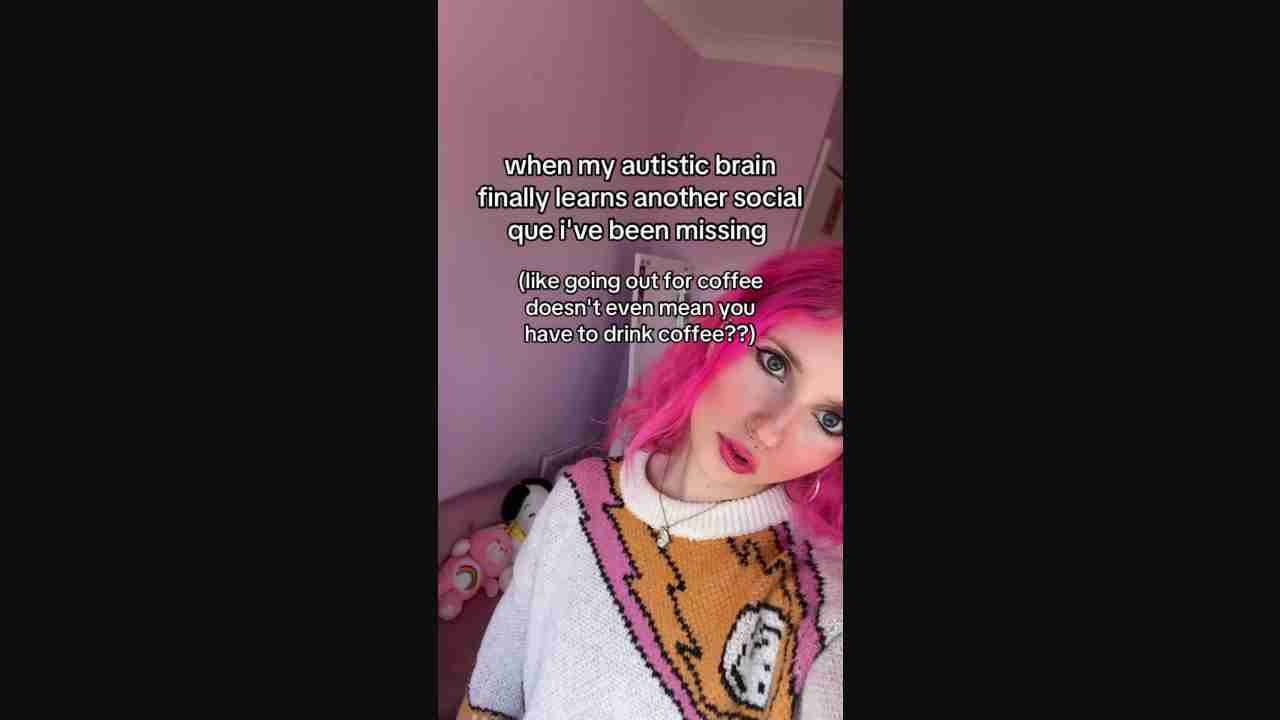 when my autistic brain
finally learns another social
que i've been missing
(like going out for coffee
doesn't even mean you
have to drink coffee??)